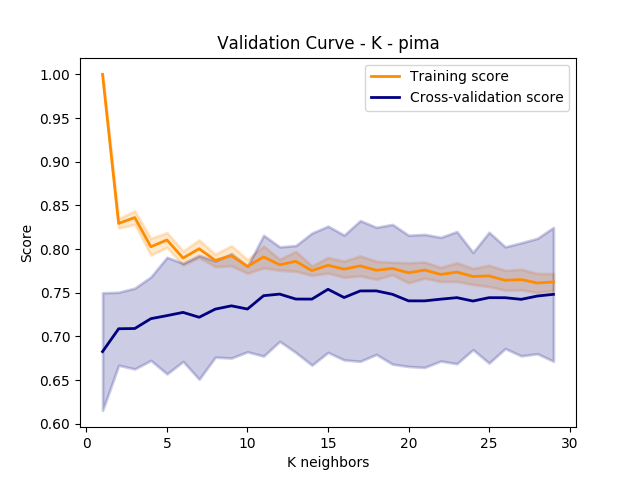 Validation Curve - K - pima
Training score
Cross-validation score
Score
1.00
0.95
0.90
0.85
0.80
0.75
0.70
0.65
0.60
0 5 10 15 20 25 30
K neighbors